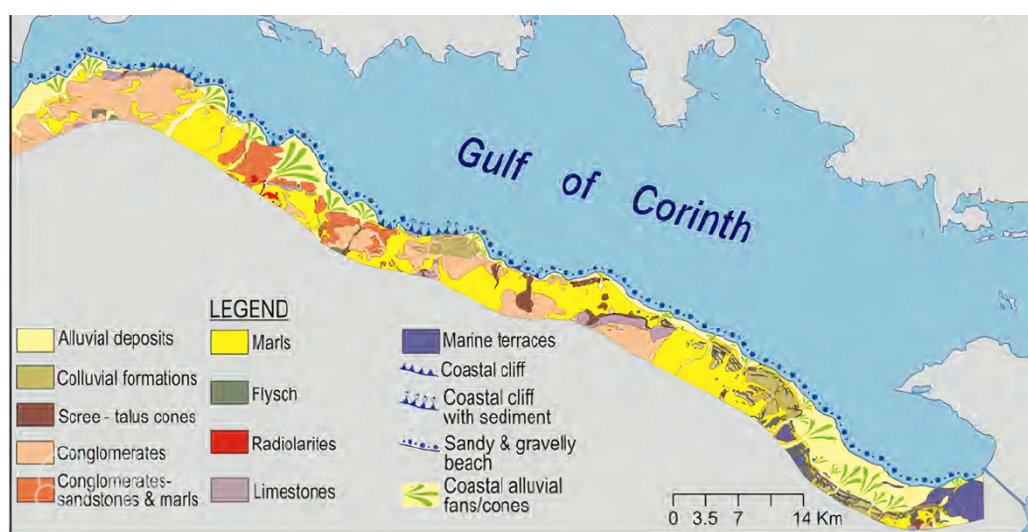 Gulf of Corinth
LEGEND
Alluvial deposits
Colluvial formations
Scree - talus cones
Conglomerates
Conglomerates-
sandstones & marls
Marls
Flysch
Radiolarites
Limestones
Marine terraces
Coastal cliff
Coastal cliff
with sediment
Sandy & gravelly
beach
Coastal alluvial
fans/cones
0 3.5 7 14 Km